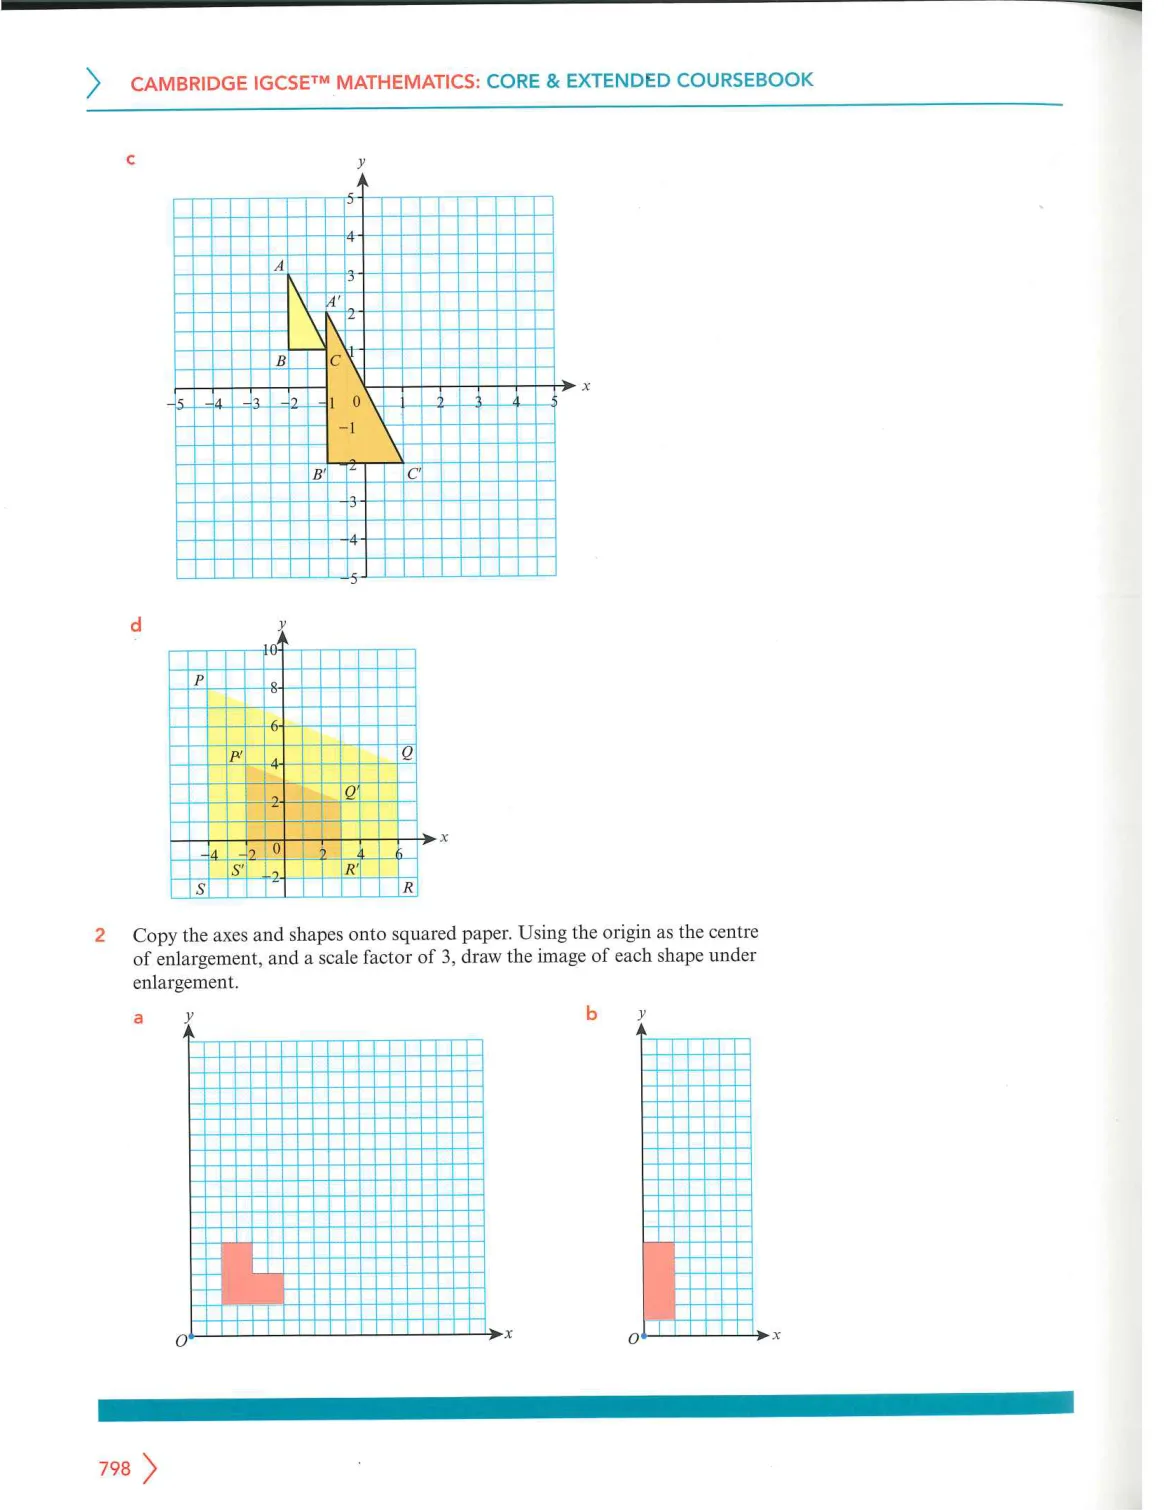 CAMBRIDGE IGCSE™ MATHEMATICS: CORE & EXTENDED COURSEBOOK
c
y
5
4
A
3
A'
2
1
B
C
x
−5 −4 −3 −2 −1 0 1 2 3 4 5
−1
−2
B'
C'
−3
−4
−5
d
y
10
P
8
6
P'
4
Q
Q'
2
x
−4 −2 0 2 4 6
S'
R'
−2
S
R
2 Copy the axes and shapes onto squared paper. Using the origin as the centre
of enlargement, and a scale factor of 3, draw the image of each shape under
enlargement.
a
y
O
x
b
y
O
x
798